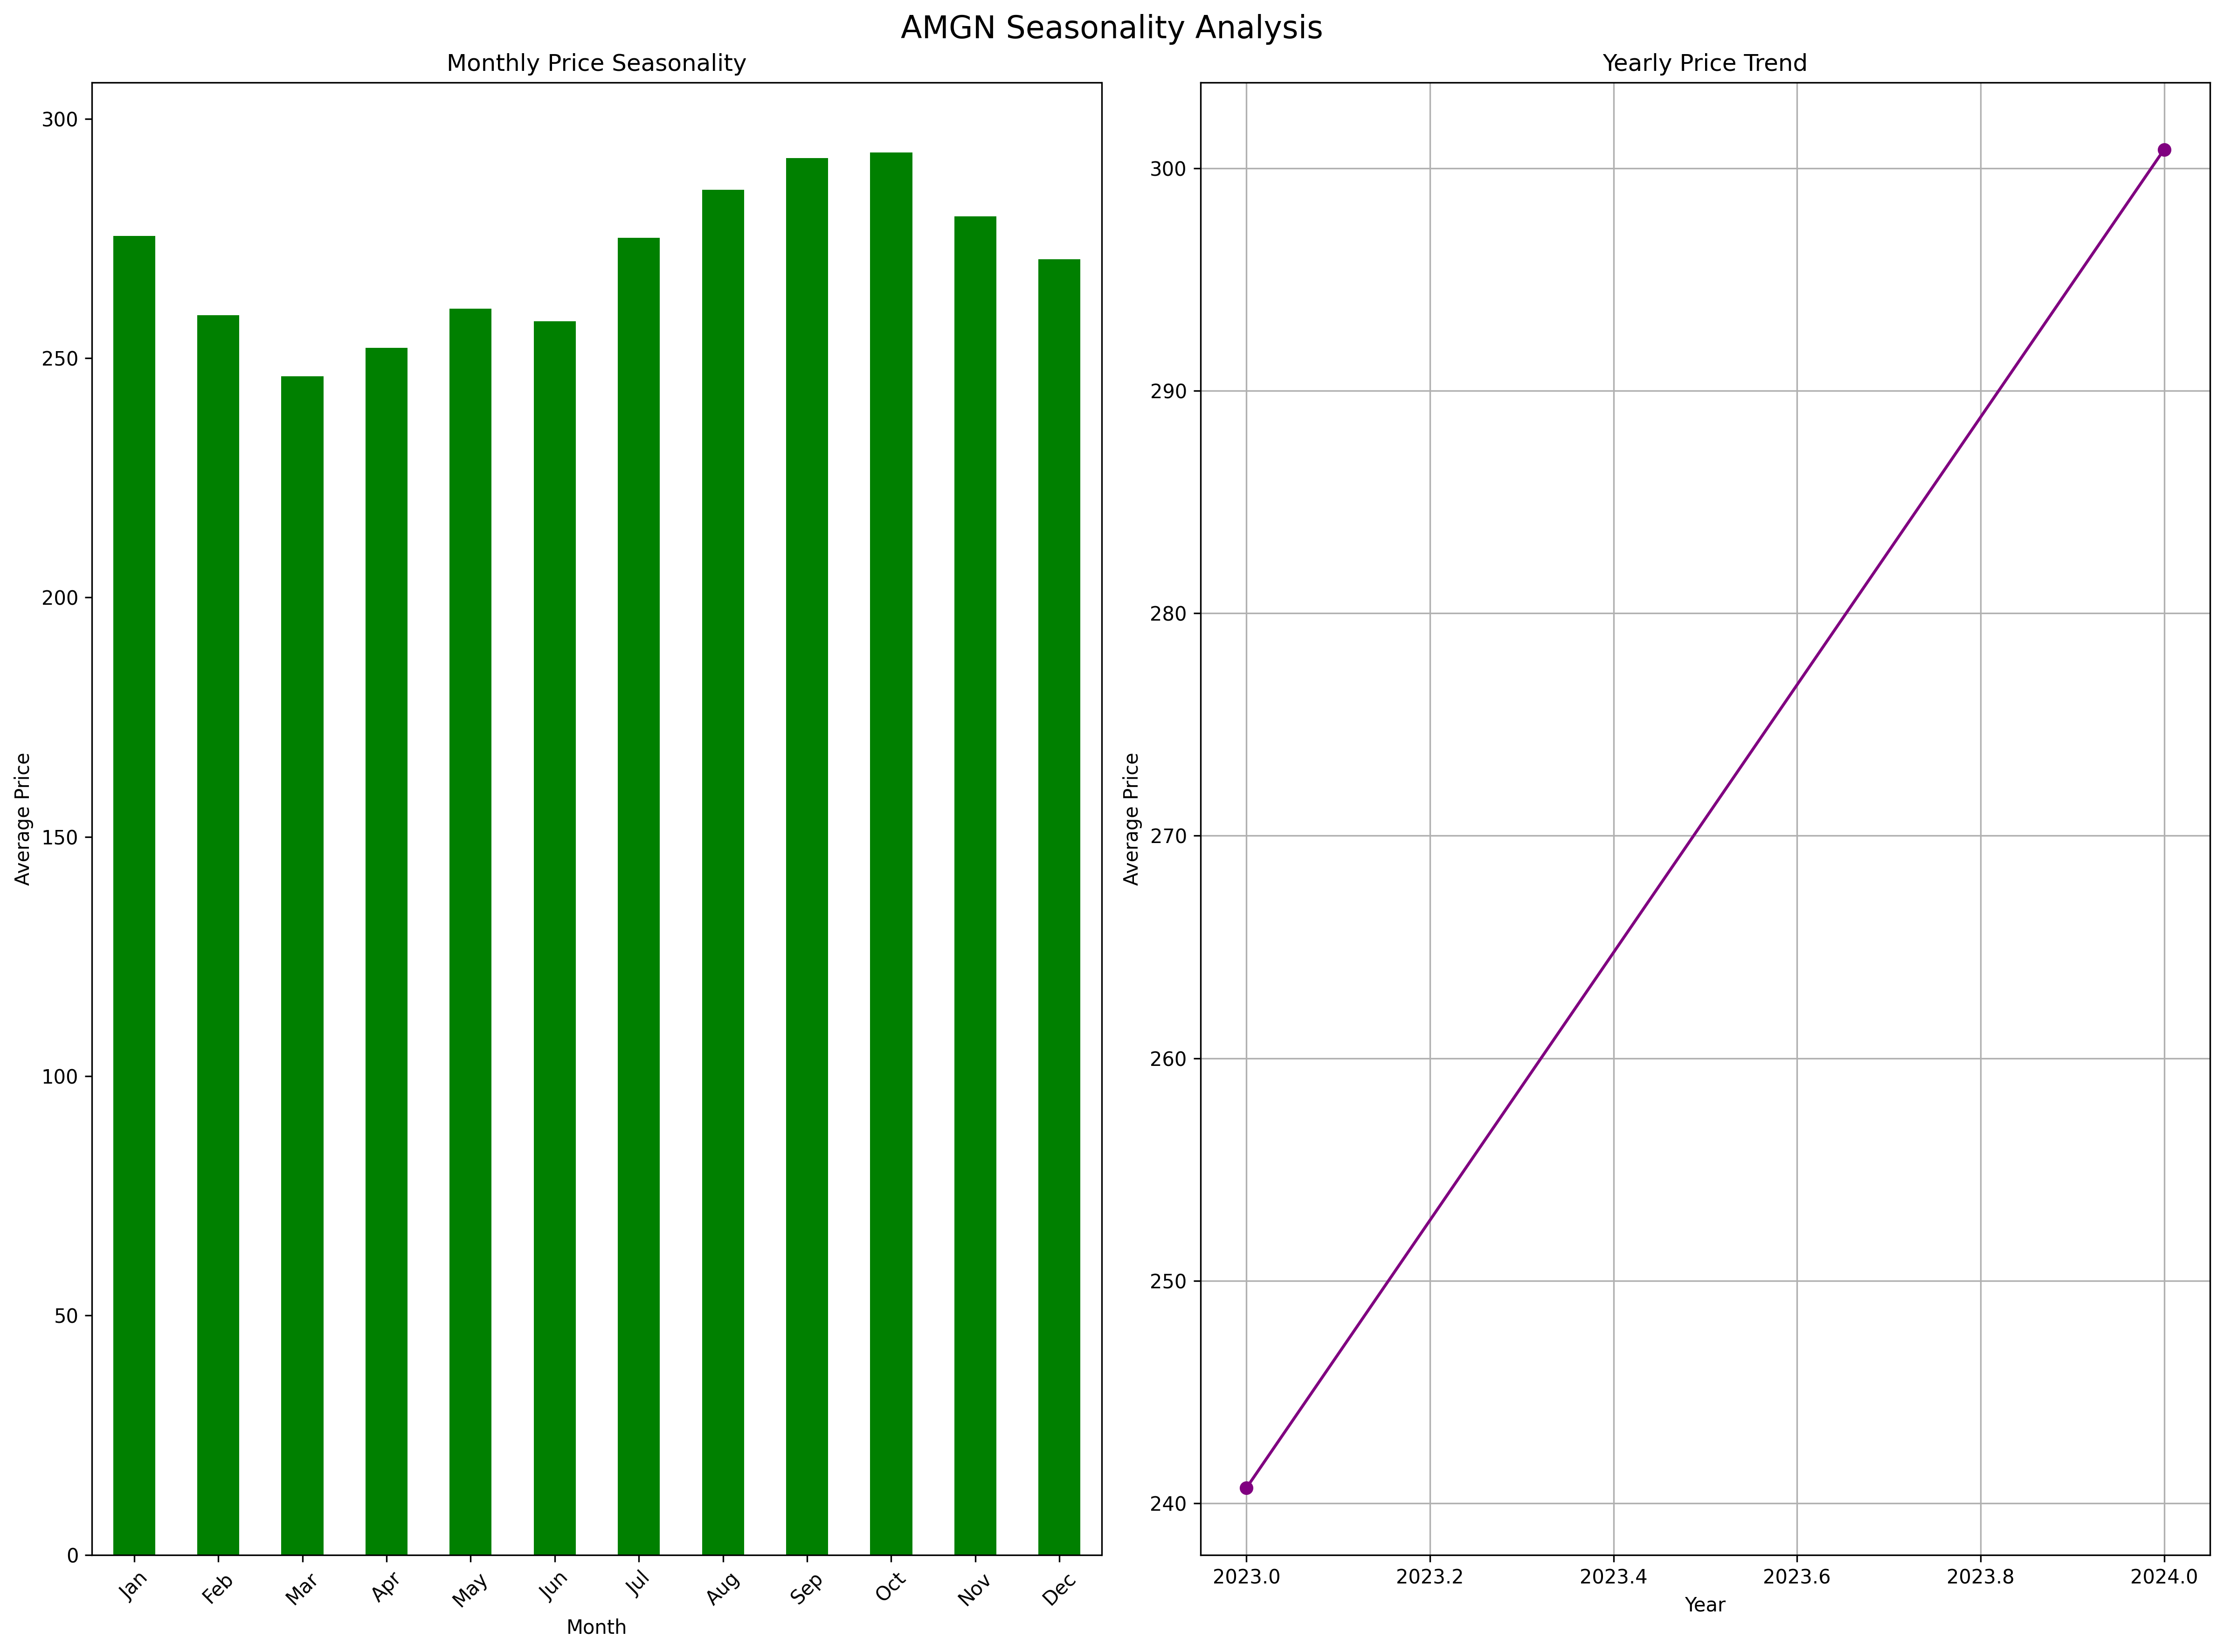 AMGN Seasonality Analysis
Monthly Price Seasonality
300
250
200
150
100
50
0
Average Price
Jan
Feb
Mar
Apr
May
Jun
Jul
Aug
Sep
Oct
Nov
Dec
Month
Yearly Price Trend
300
290
280
270
260
250
240
Average Price
2023.0
2023.2
2023.4
2023.6
2023.8
2024.0
Year